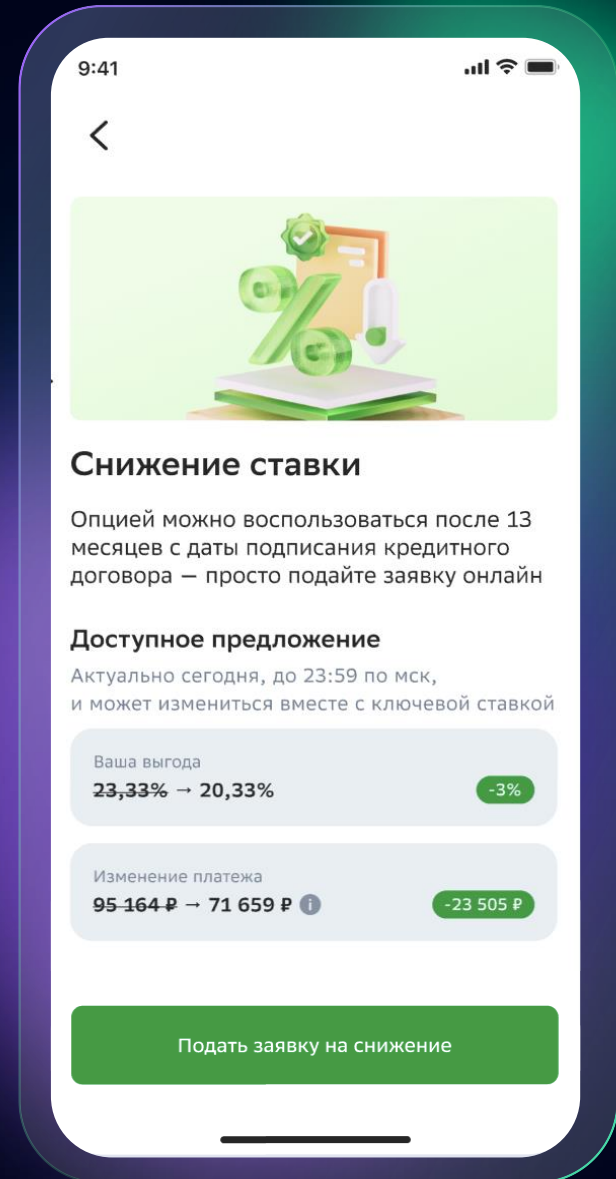 9:41
Снижение ставки
Опцией можно воспользоваться после 13
месяцев с даты подписания кредитного
договора — просто подайте заявку онлайн
Доступное предложение
Актуально сегодня, до 23:59 по мск,
и может измениться вместе с ключевой ставкой
Ваша выгода
23,33% → 20,33%
-3%
Изменение платежа
95 164 ₽ → 71 659 ₽ i
-23 505 ₽
Подать заявку на снижение